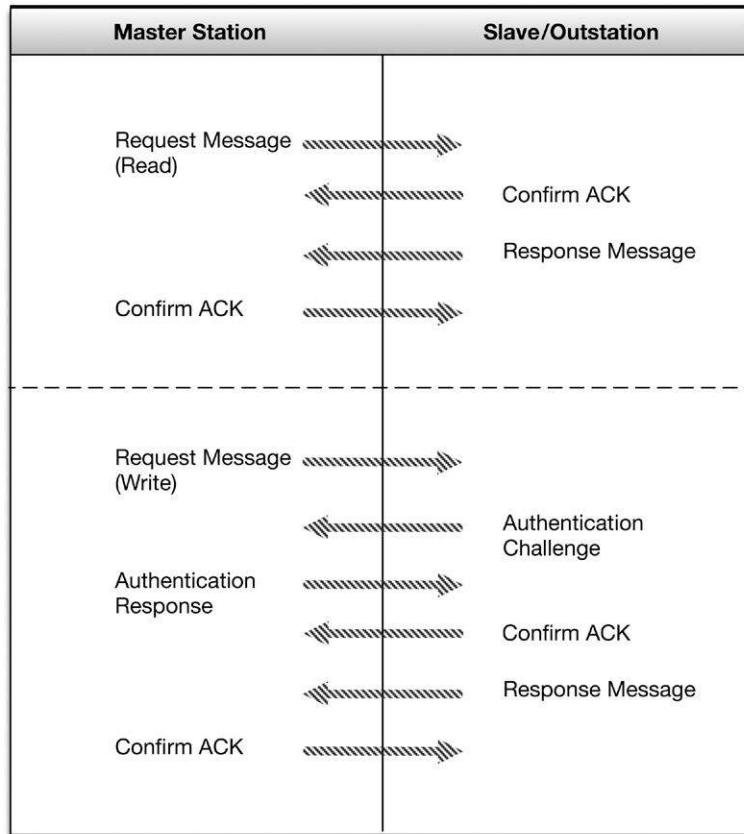 Master Station
Slave/Outstation
Request Message
(Read)
Confirm ACK
Response Message
Confirm ACK
Request Message
(Write)
Authentication
Challenge
Authentication
Response
Confirm ACK
Response Message
Confirm ACK